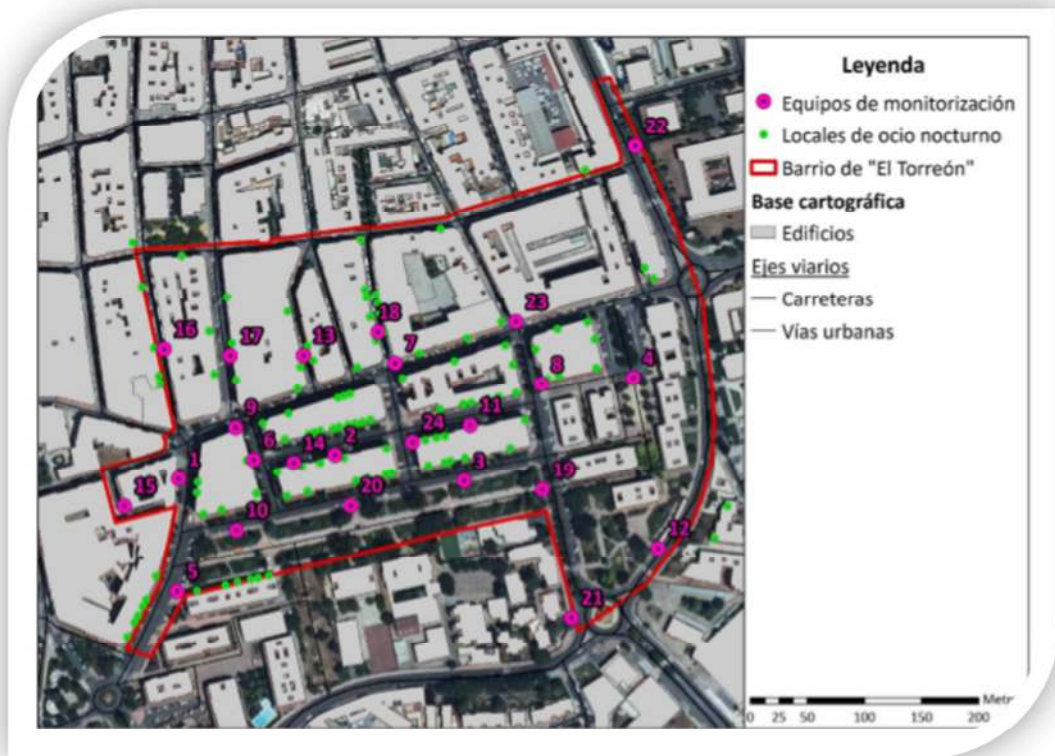 Leyenda
Equipos de monitorización
Locales de ocio nocturno
Barrio de "El Torreón"
Base cartográfica
Edificios
Ejes viarios
Carreteras
Vías urbanas
22
23
18
16
17
13
7
8
4
9
11
24
6
14
2
1
3
15
20
19
10
12
5
21
Metr
0 25 50 100 150 200